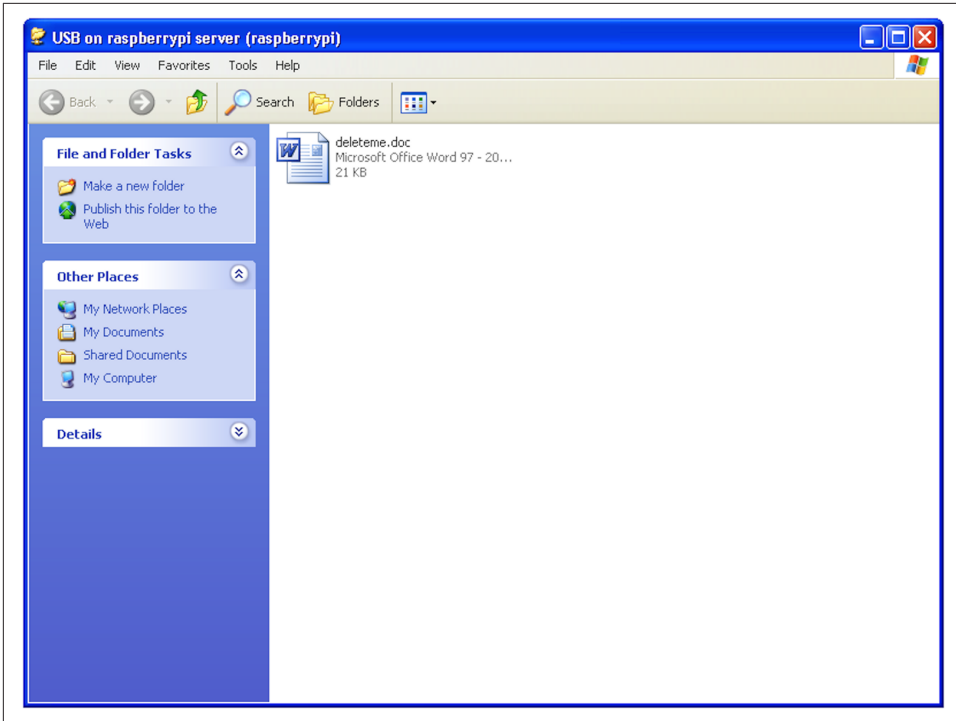 USB on raspberrypi server (raspberrypi)
File Edit View Favorites Tools Help
Back Search Folders
File and Folder Tasks
Make a new folder
Publish this folder to the
Web
Other Places
My Network Places
My Documents
Shared Documents
My Computer
Details
deleteme.doc
Microsoft Office Word 97 - 20...
21 KB